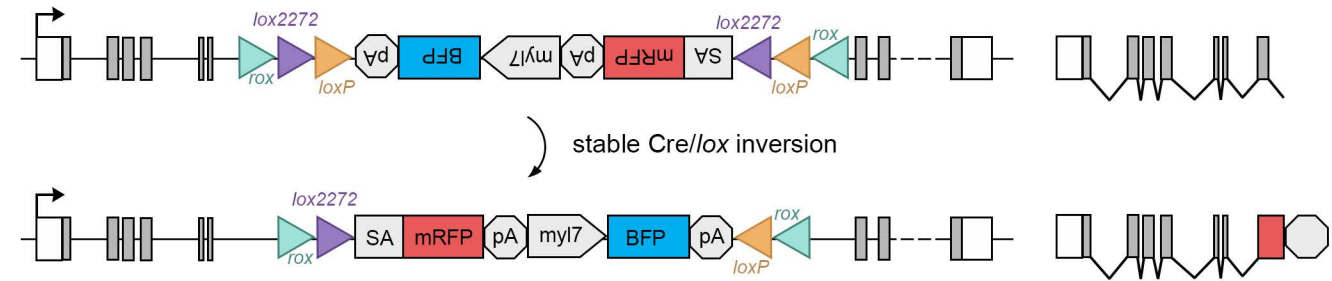 lox2272
rox
loxP
pA
BFP
myl7
pA
mRFP
SA
lox2272
loxP
rox
stable Cre/lox inversion
lox2272
rox
SA
mRFP
pA
myl7
BFP
pA
loxP
rox